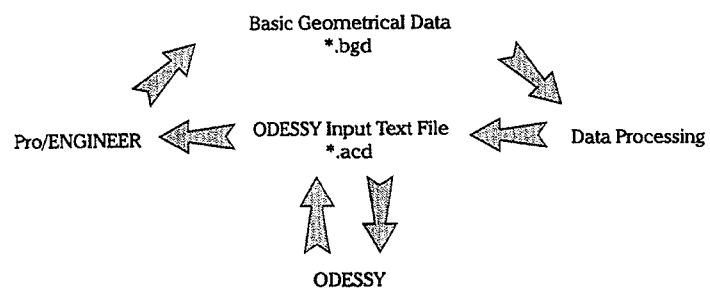 Basic Geometrical Data
*.bgd
Pro/ENGINEER
ODESSY Input Text File
*.acd
Data Processing
ODESSY